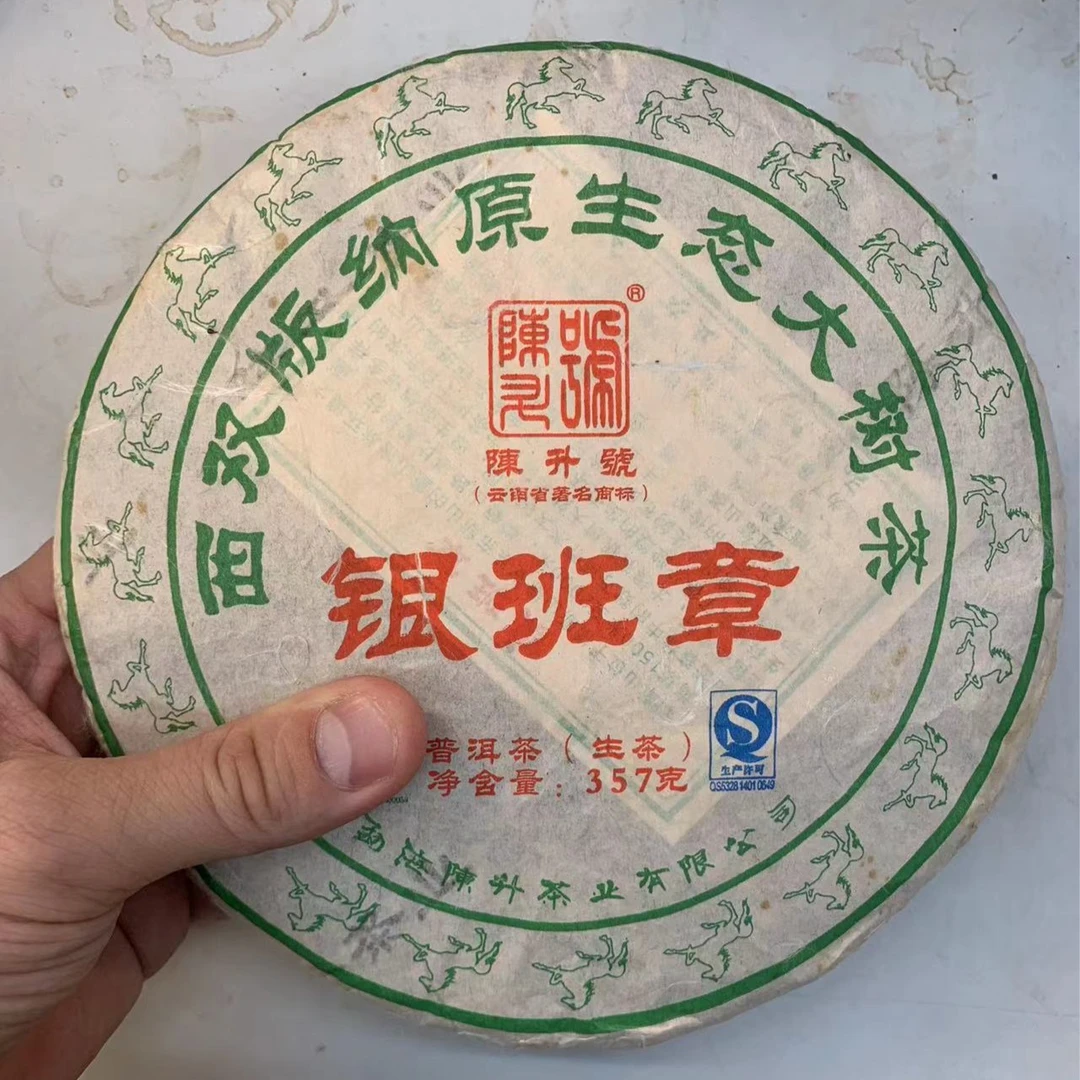 西双版纳原生态大树茶
陳升號
®
陳升號
（云南省著名商标）
银班章
普洱茶（生茶）
净含量：357克
S
生产许可
QS5328 1401 0649
勐海陳升茶业有限公司